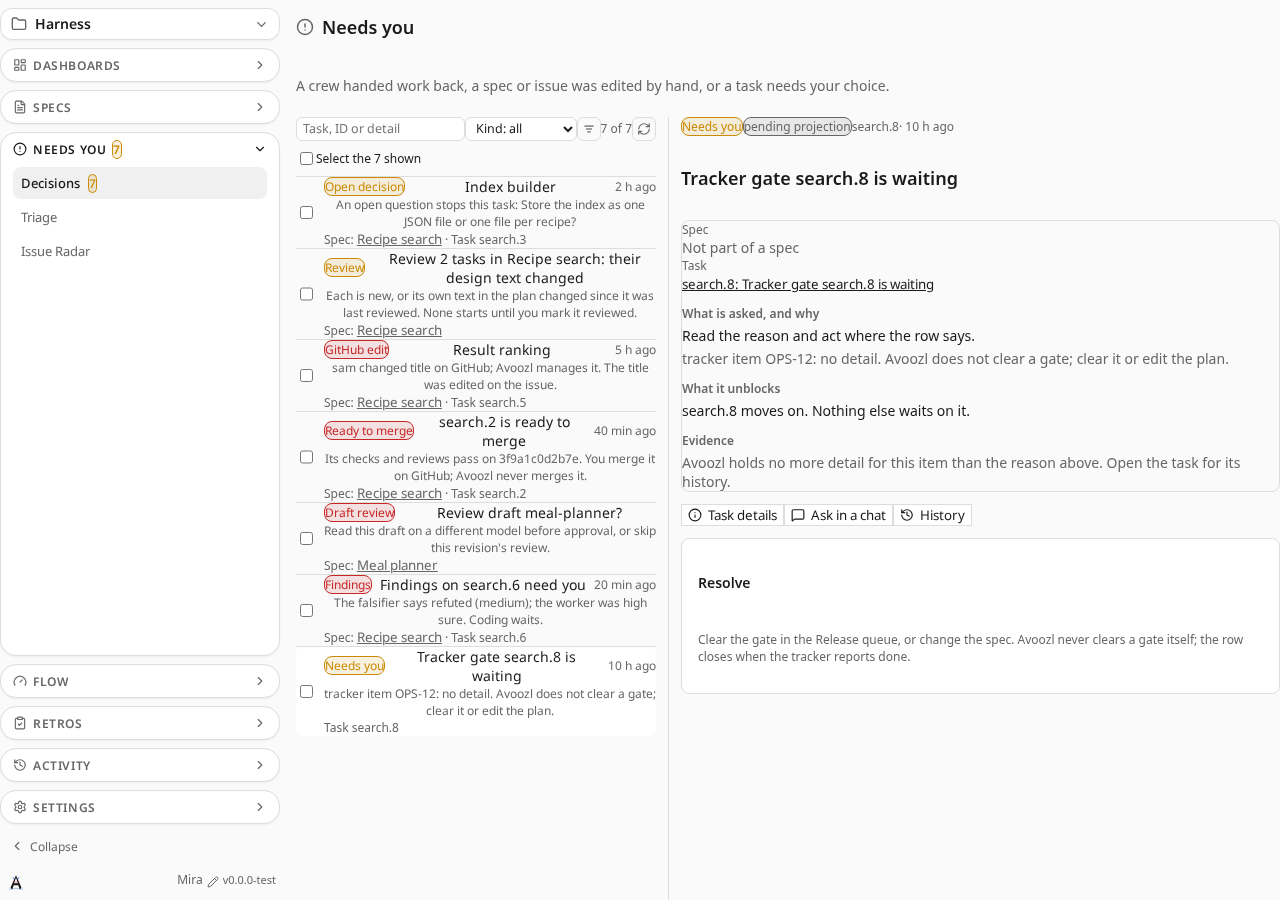 Harness
DASHBOARDS
SPECS
NEEDS YOU 7
Decisions 7
Triage
Issue Radar
FLOW
RETROS
ACTIVITY
SETTINGS
Collapse
A Mira v0.0.0-test
Needs you
A crew handed work back, a spec or issue was edited by hand, or a task needs your choice.
Task, ID or detail Kind: all 7 of 7
Select the 7 shown
Open decision Index builder 2 h ago
An open question stops this task: Store the index as one
JSON file or one file per recipe?
Spec: Recipe search · Task search.3
Review Review 2 tasks in Recipe search: their
design text changed
Each is new, or its own text in the plan changed since it was
last reviewed. None starts until you mark it reviewed.
Spec: Recipe search
GitHub edit Result ranking 5 h ago
sam changed title on GitHub; Avoozl manages it. The title
was edited on the issue.
Spec: Recipe search · Task search.5
Ready to merge search.2 is ready to
merge 40 min ago
Its checks and reviews pass on 3f9a1c0d2b7e. You merge it
on GitHub; Avoozl never merges it.
Spec: Recipe search · Task search.2
Draft review Review draft meal-planner?
Read this draft on a different model before approval, or skip
this revision's review.
Spec: Meal planner
Findings Findings on search.6 need you 20 min ago
The falsifier says refuted (medium); the worker was high
sure. Coding waits.
Spec: Recipe search · Task search.6
Needs you Tracker gate search.8 is
waiting 10 h ago
tracker item OPS-12: no detail. Avoozl does not clear a gate;
clear it or edit the plan.
Task search.8
Needs you pending projection search.8 · 10 h ago
Tracker gate search.8 is waiting
Spec
Not part of a spec
Task
search.8: Tracker gate search.8 is waiting
What is asked, and why
Read the reason and act where the row says.
tracker item OPS-12: no detail. Avoozl does not clear a gate; clear it or edit the plan.
What it unblocks
search.8 moves on. Nothing else waits on it.
Evidence
Avoozl holds no more detail for this item than the reason above. Open the task for its
history.
Task details Ask in a chat History
Resolve
Clear the gate in the Release queue, or change the spec. Avoozl never clears a gate itself; the row
closes when the tracker reports done.